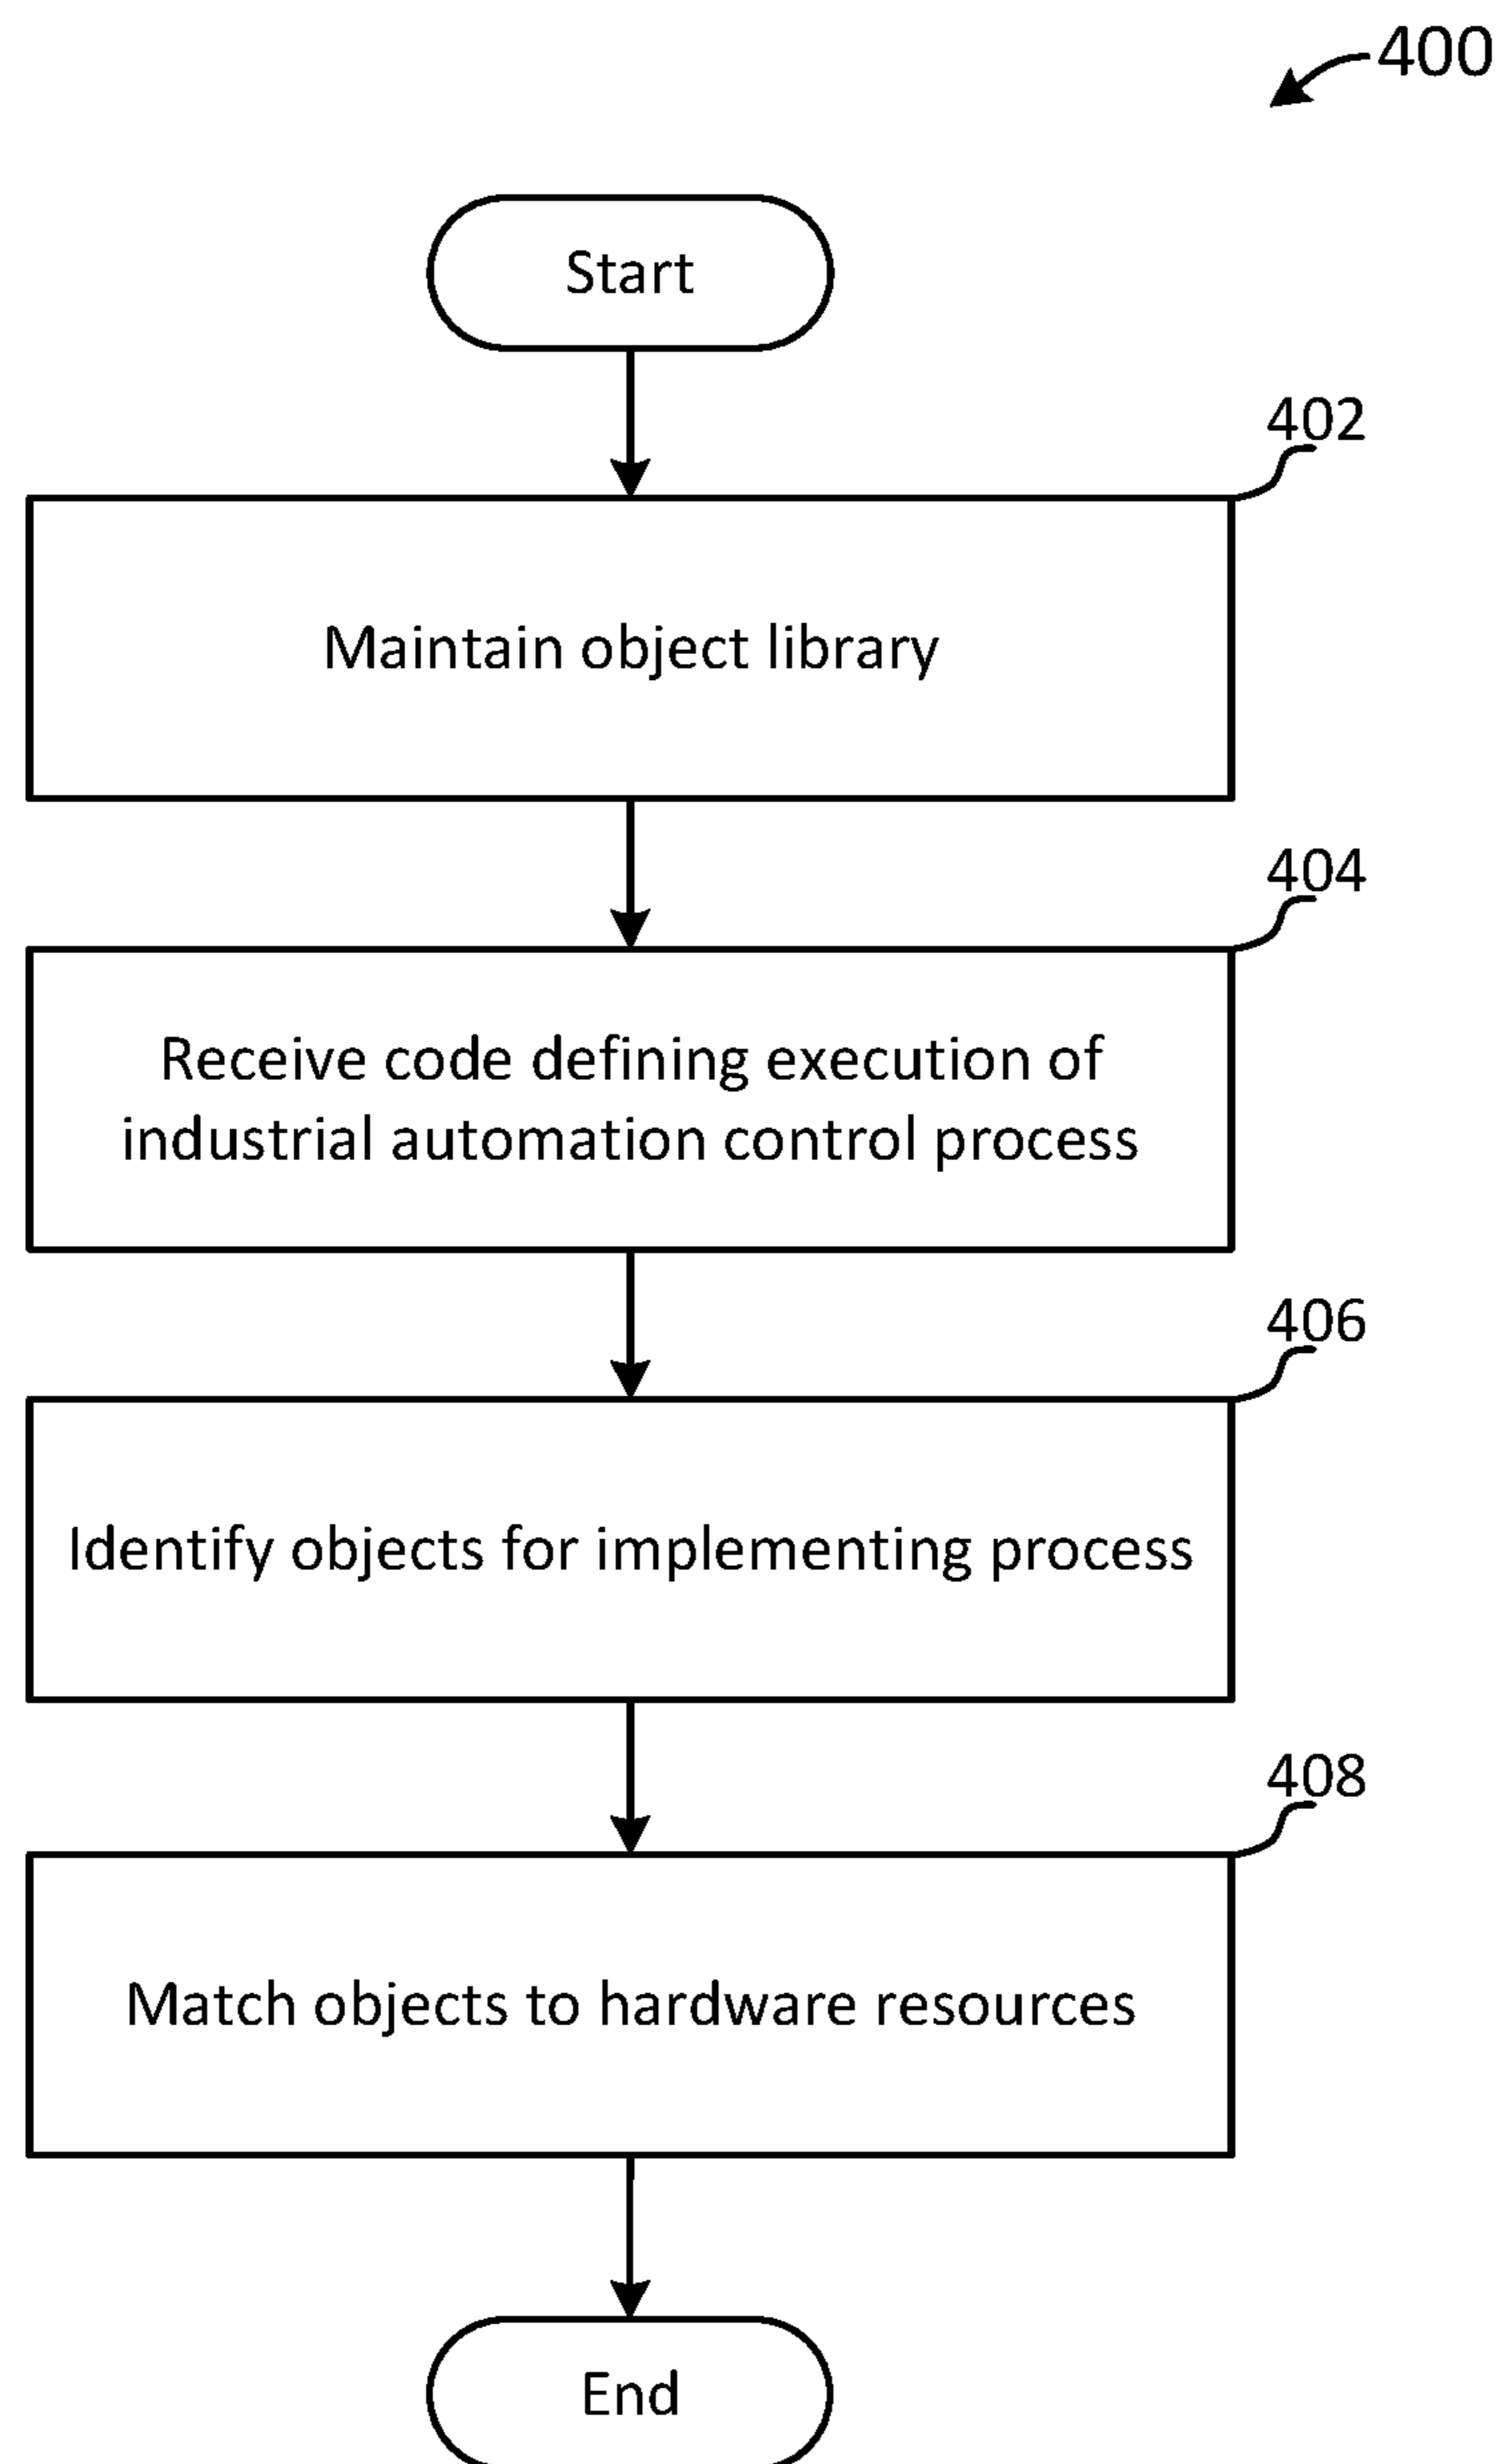 400
Start
402
Maintain object library
404
Receive code defining execution of
industrial automation control process
406
Identify objects for implementing process
408
Match objects to hardware resources
End